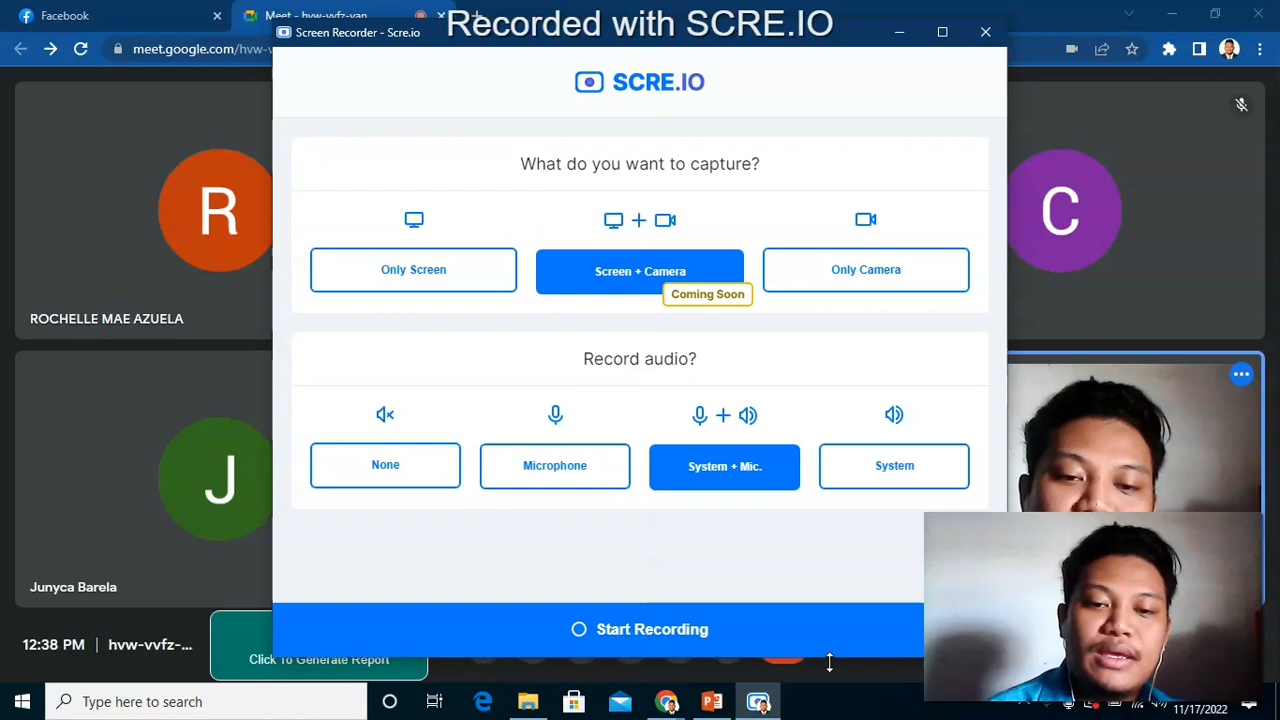 Facebook
Meet - hvw-vvfz-van
Recorded with SCRE.IO
Screen Recorder - Scre.io
meet.google.com/hvw-v
SCRE.IO
What do you want to capture?
Only Screen
Screen + Camera
Only Camera
Coming Soon
R
C
ROCHELLE MAE AZUELA
Record audio?
None
Microphone
System + Mic.
System
J
Junyca Barela
Start Recording
12:38 PM | hvw-vvfz-...
Click To Generate Report
Type here to search
11/17/2022